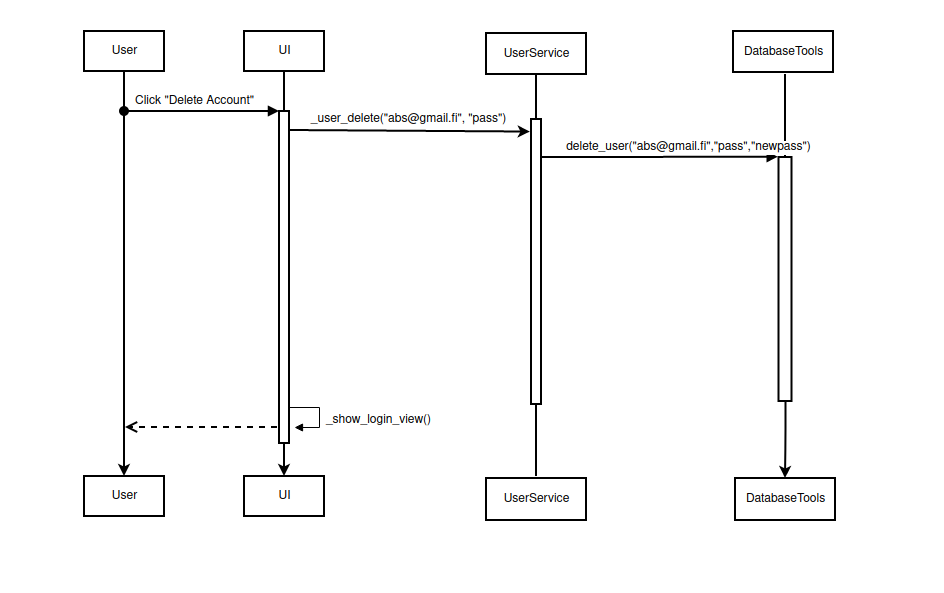 User
UI
UserService
DatabaseTools
Click "Delete Account"
_user_delete("abs@gmail.fi", "pass")
delete_user("abs@gmail.fi","pass","newpass")
_show_login_view()
User
UI
UserService
DatabaseTools